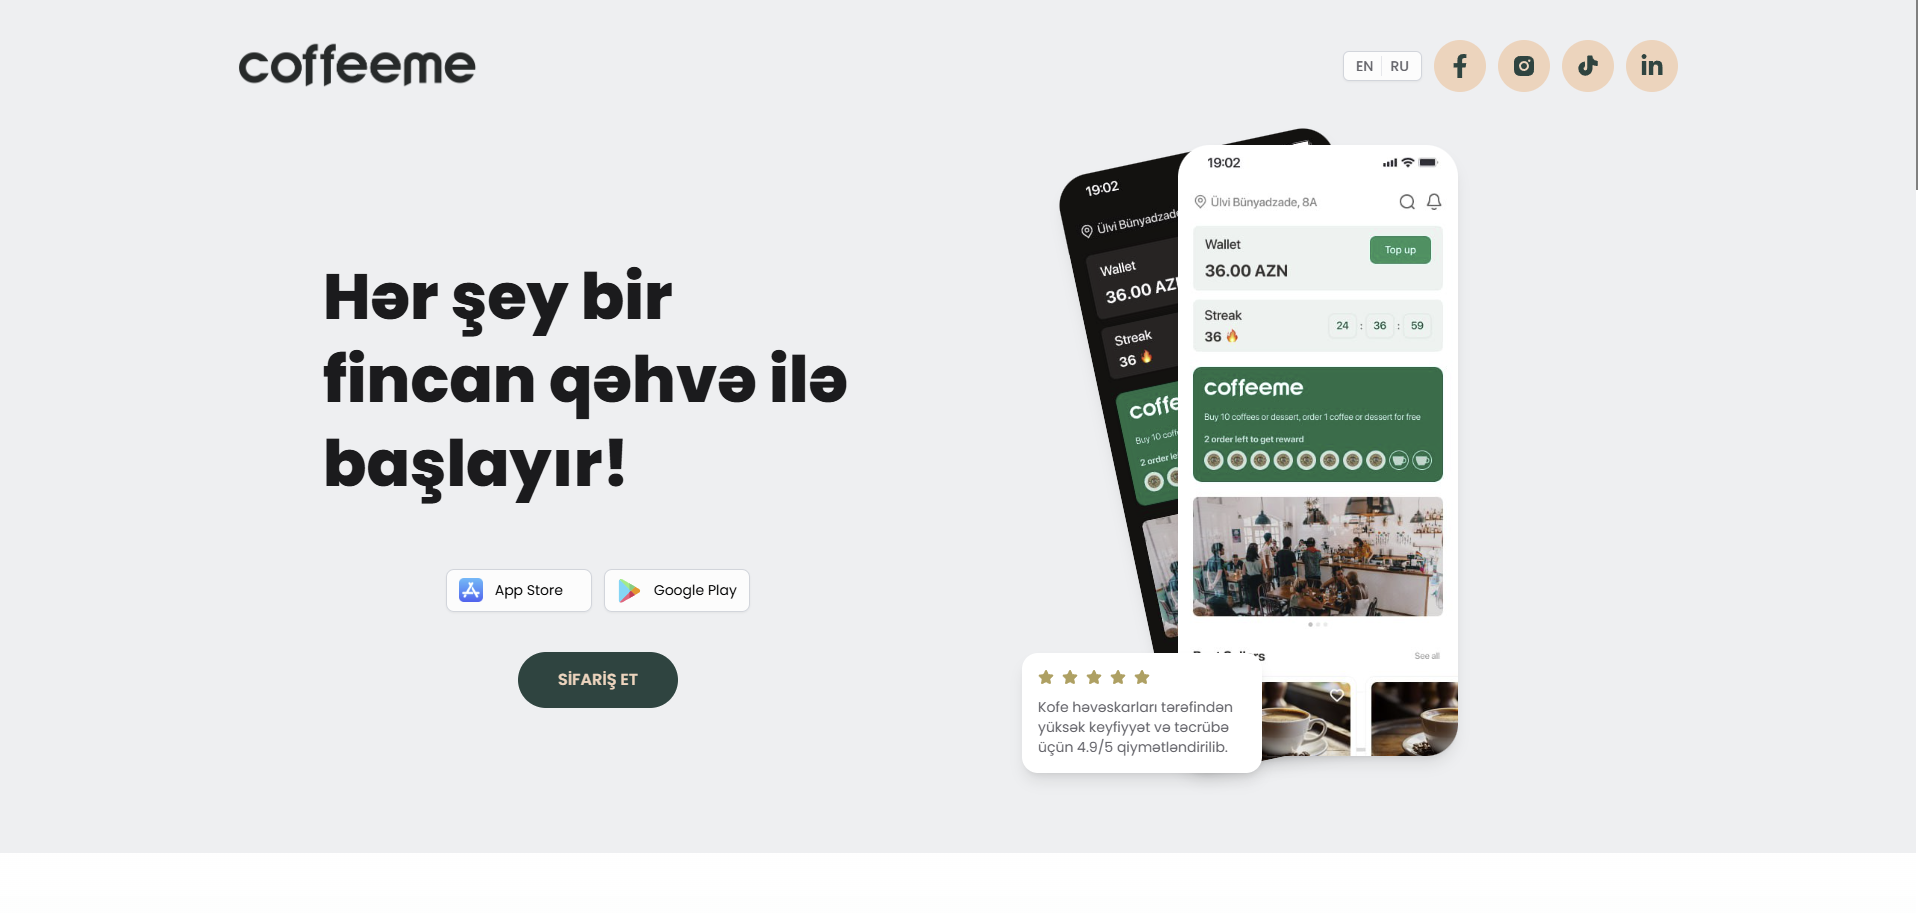 coffeeme
EN RU
Hər şey bir
fincan qəhvə ilə
başlayır!
App Store
Google Play
SİFARİŞ ET
19:02
Ülvi Bünyadzade
Wallet
36.00 AZ
Streak
36
coffe
Buy 10 coff
2 order le
19:02
Ülvi Bünyadzade, 8A
Wallet
Top up
36.00 AZN
Streak
36
24 : 36 : 59
coffeeme
Buy 10 coffees or dessert, order 1 coffee or dessert for free
2 order left to get reward
Best Sellers
See all
Kofe həvəskarları tərəfindən
yüksək keyfiyyət və təcrübə
üçün 4.9/5 qiymətləndirilib.